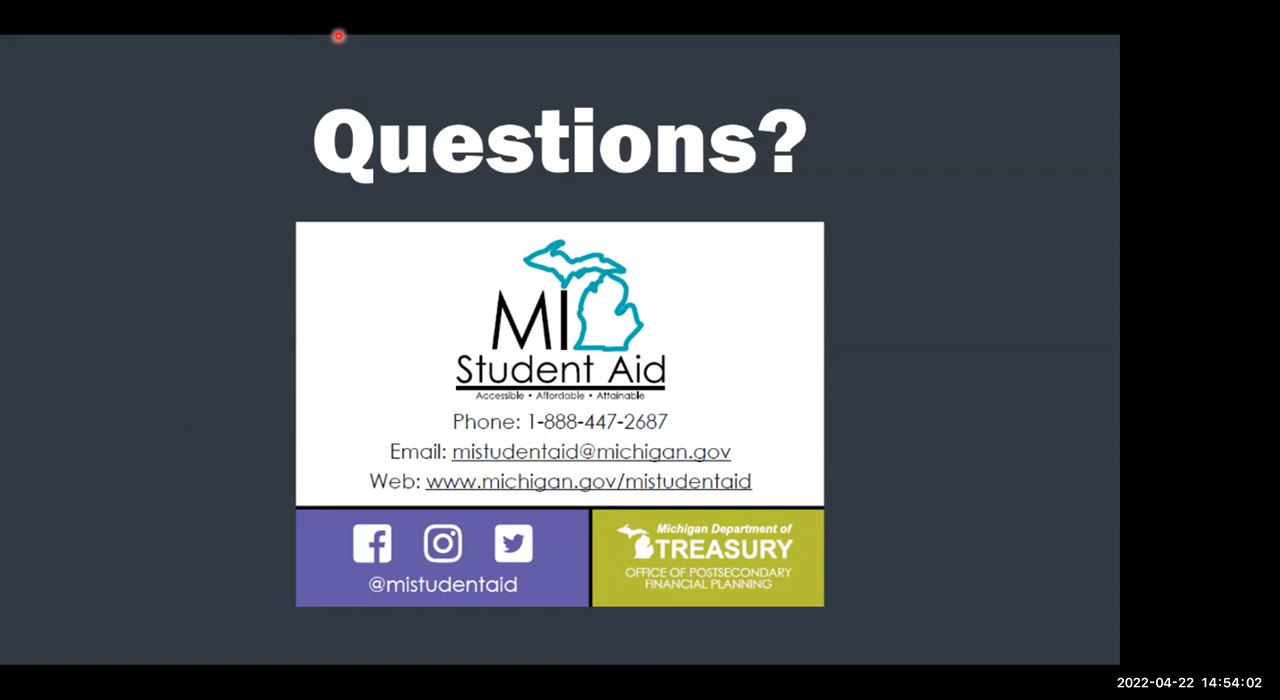 Questions?
MI
Student Aid
Accessible • Affordable • Attainable
Phone: 1-888-447-2687
Email: mistudentaid@michigan.gov
Web: www.michigan.gov/mistudentaid
@mistudentaid
Michigan Department of
TREASURY
OFFICE OF POSTSECONDARY
FINANCIAL PLANNING
2022-04-22 14:54:02